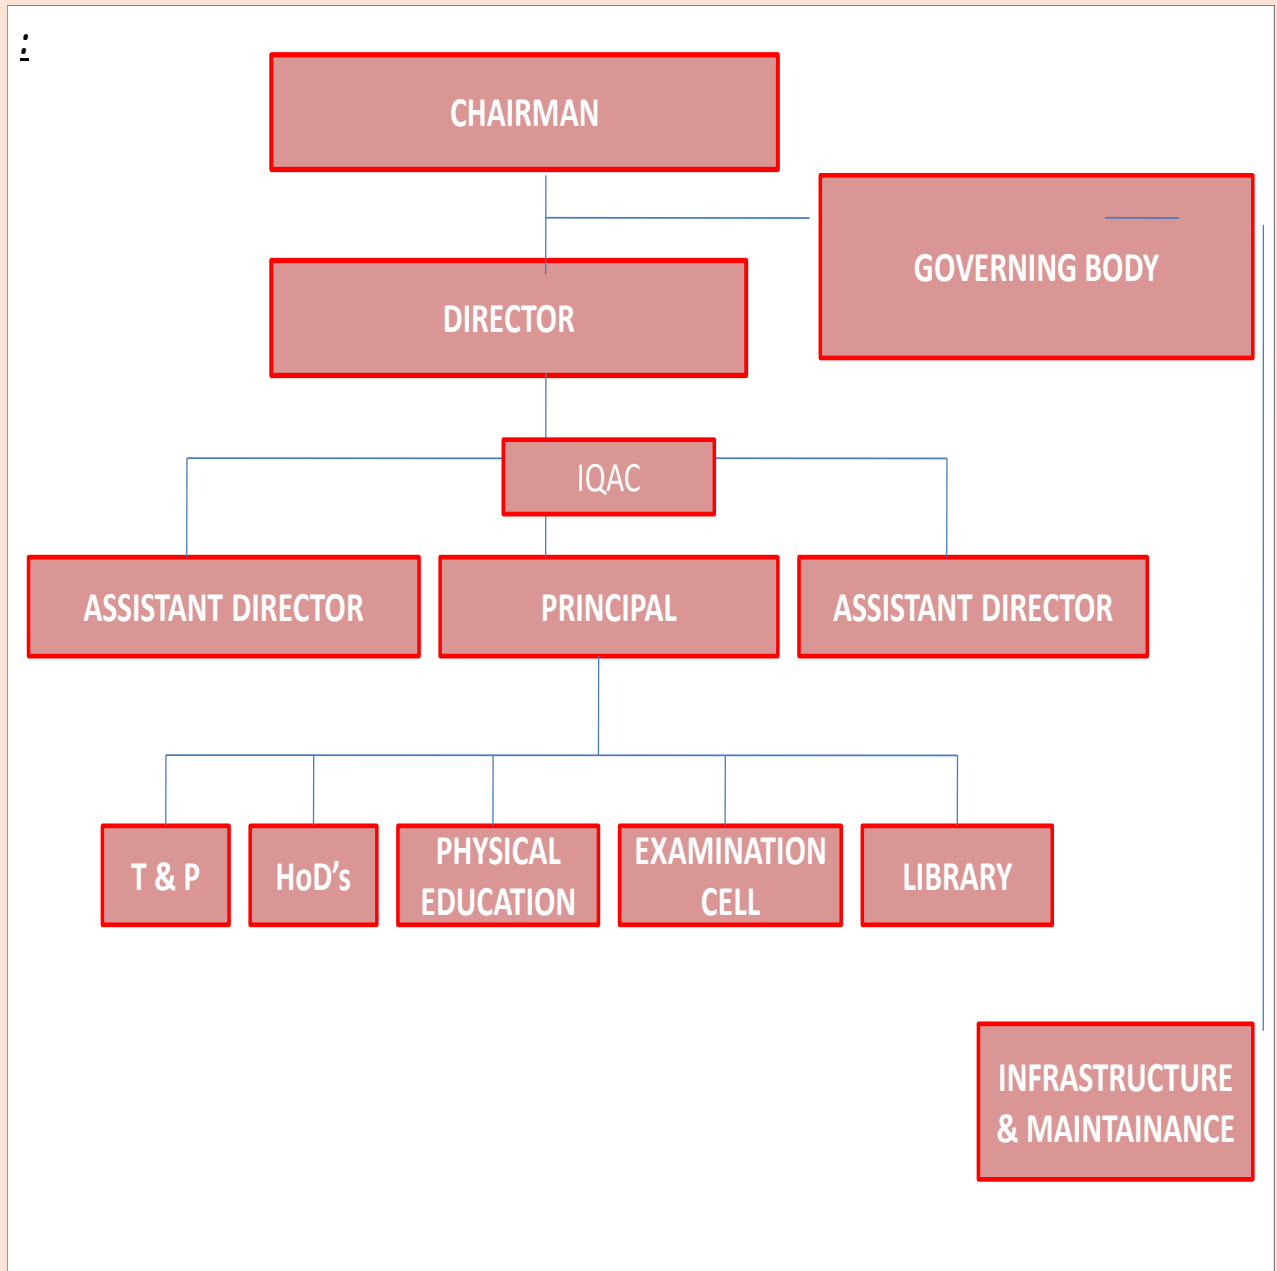 :
CHAIRMAN
GOVERNING BODY
DIRECTOR
IQAC
ASSISTANT DIRECTOR
PRINCIPAL
ASSISTANT DIRECTOR
T & P
HoD’s
PHYSICAL
EDUCATION
EXAMINATION
CELL
LIBRARY
INFRASTRUCTURE
& MAINTAINANCE